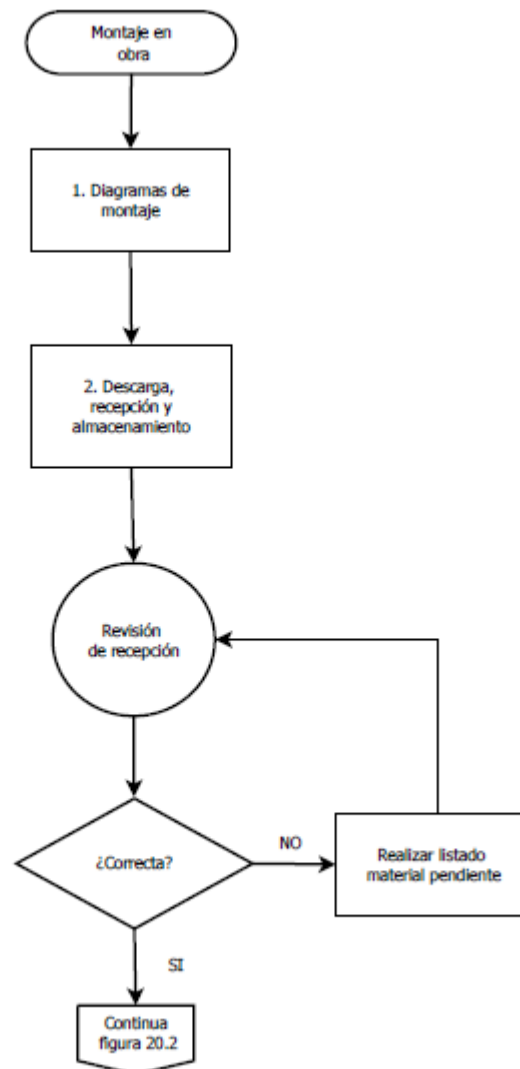 Montaje en
obra
1. Diagramas de
montaje
2. Descarga,
recepción y
almacenamiento
Revisión
de recepción
¿Correcta?
NO
Realizar listado
material pendiente
SI
Continua
figura 20.2